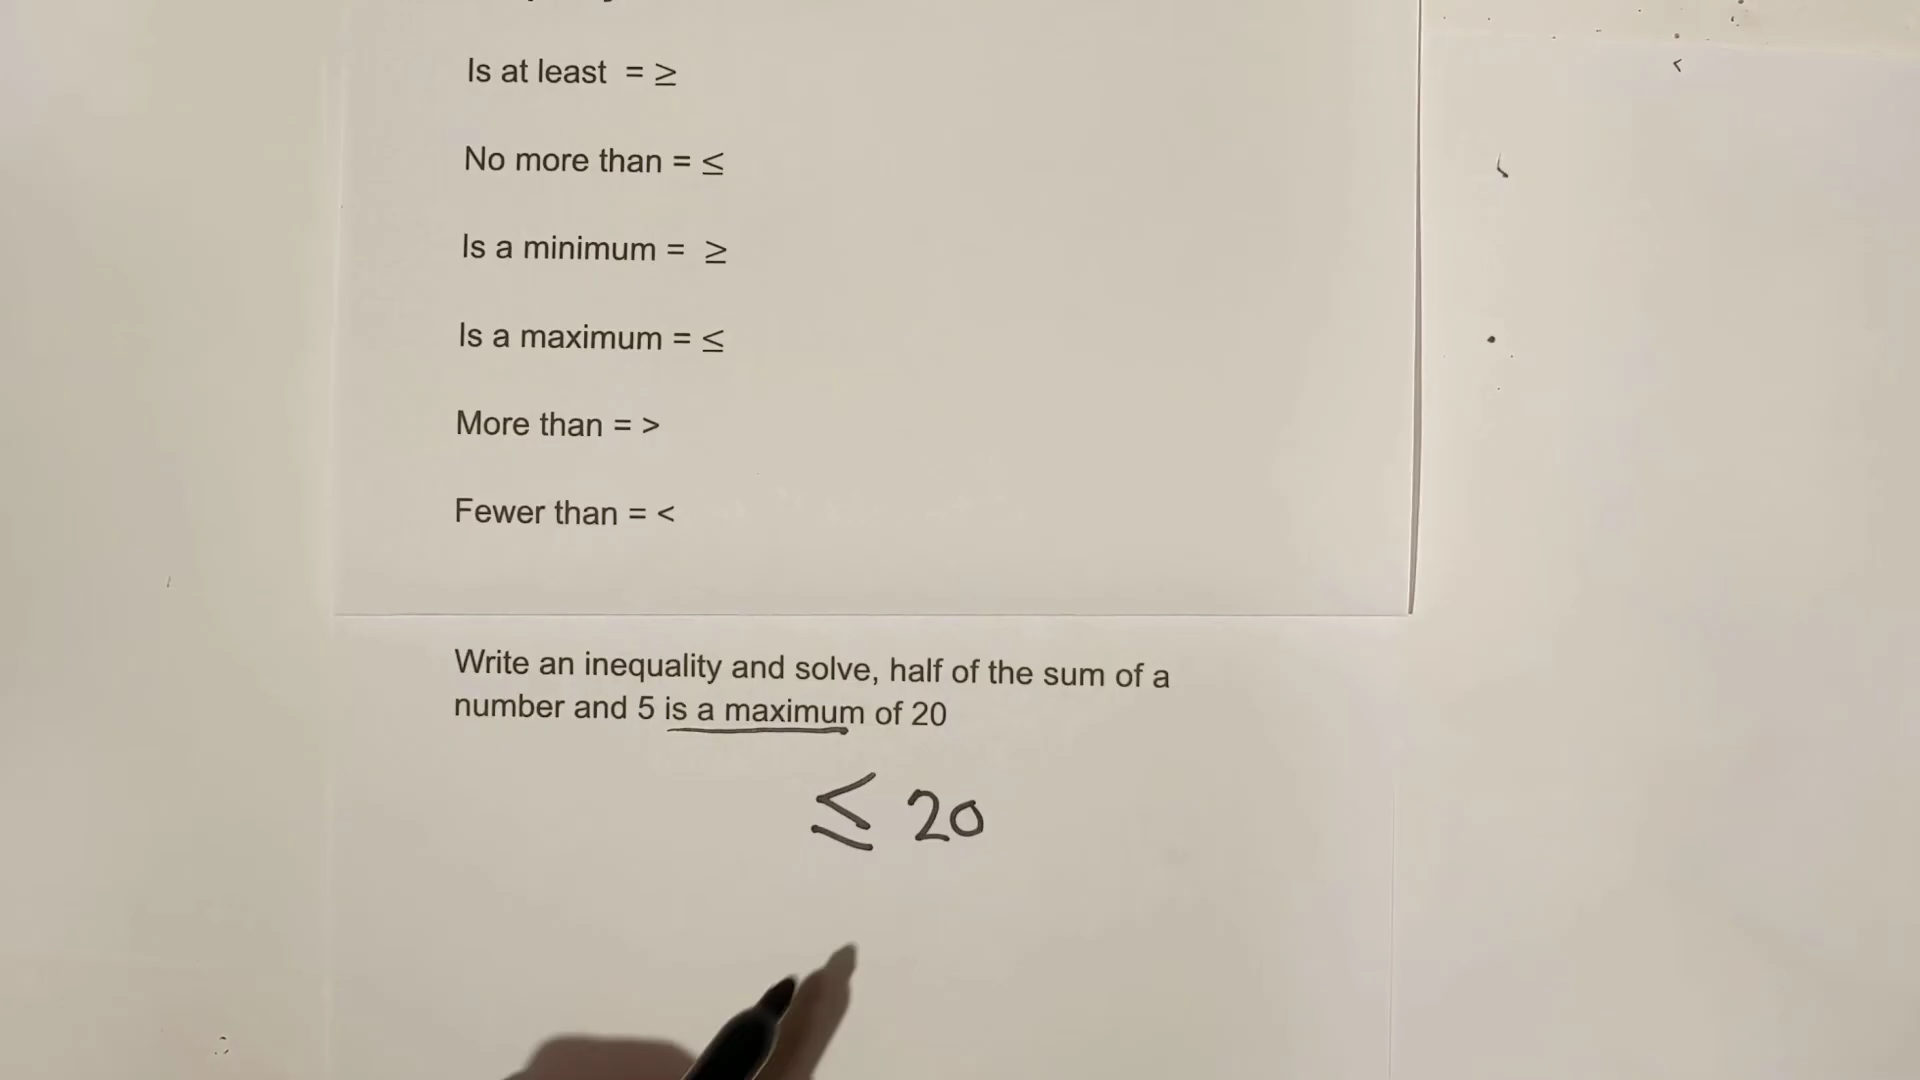 Is at least = ≥
No more than = ≤
Is a minimum = ≥
Is a maximum = ≤
More than = >
Fewer than = <
Write an inequality and solve, half of the sum of a
number and 5 is a maximum of 20
≤ 20